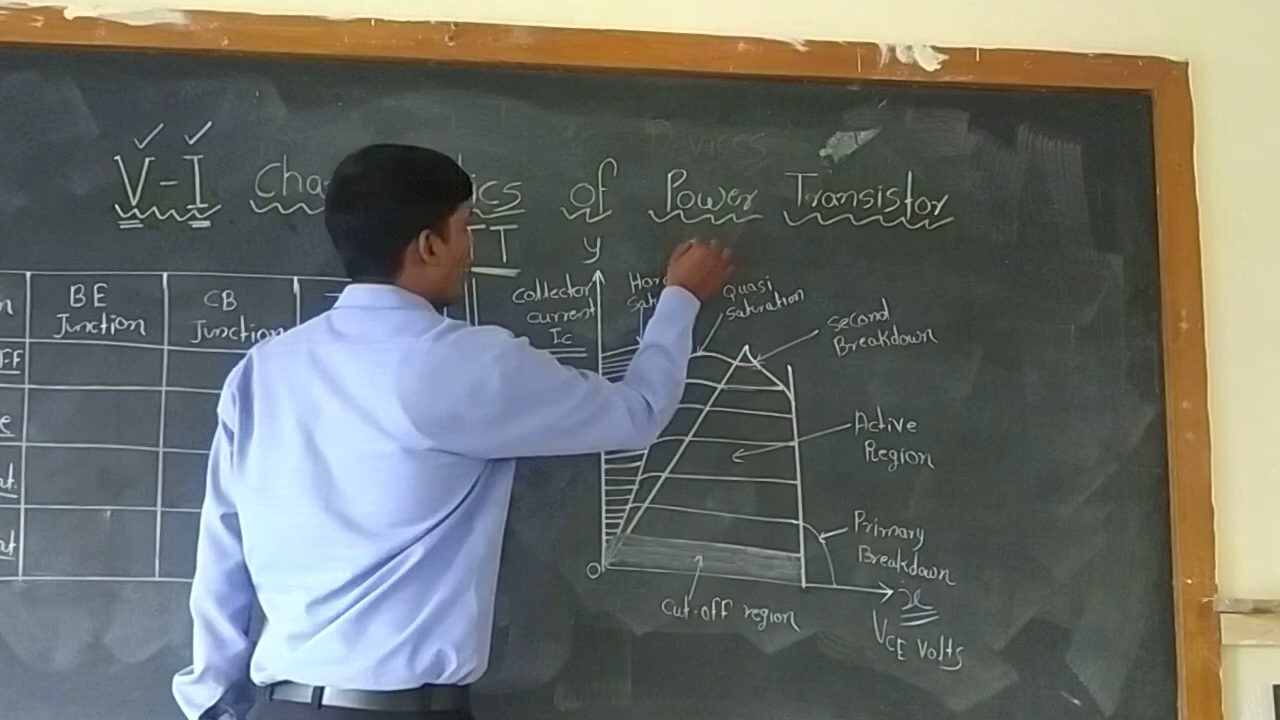 Devices
V-I of Power Transistor
y
BE
Junction
CB
Junction
Collector
current
Ic
Quasi
saturation
Second
Breakdown
Active
Region
Primary
Breakdown
Cut-off region
O
x
VCE Volts